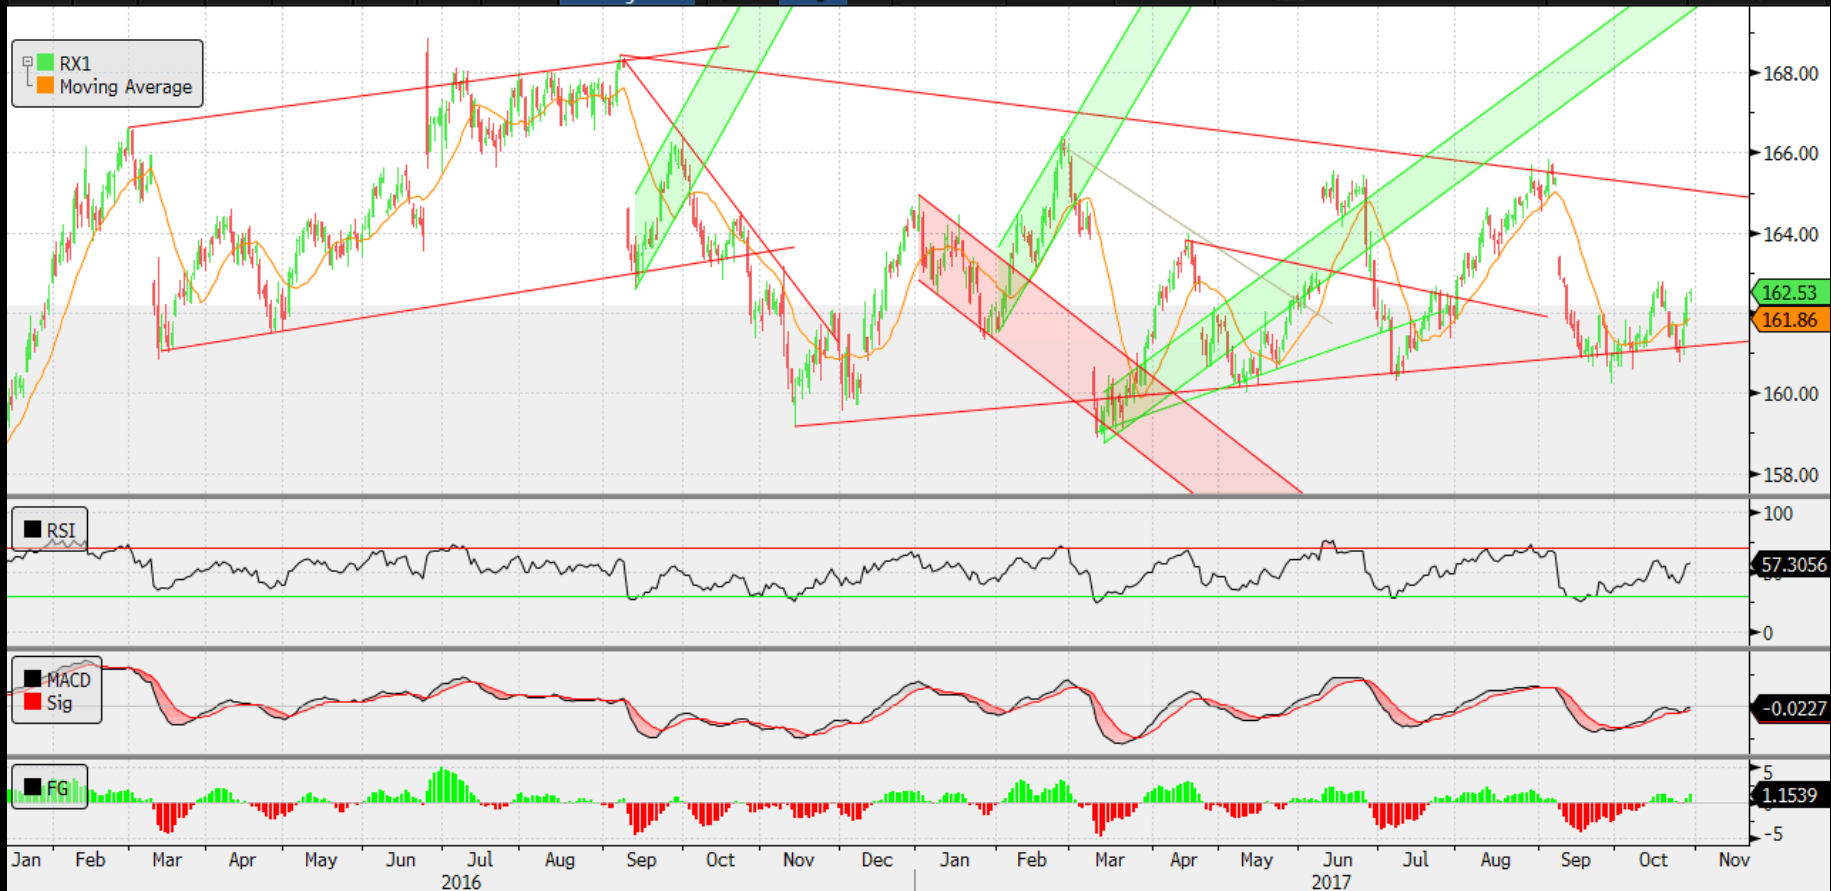 RX1
Moving Average
168.00
166.00
164.00
162.53
161.86
160.00
158.00
RSI
100
57.3056
0
MACD
Sig
-0.0227
FG
5
1.1539
-5
Jan Feb Mar Apr May Jun Jul Aug Sep Oct Nov Dec Jan Feb Mar Apr May Jun Jul Aug Sep Oct Nov
2016 2017